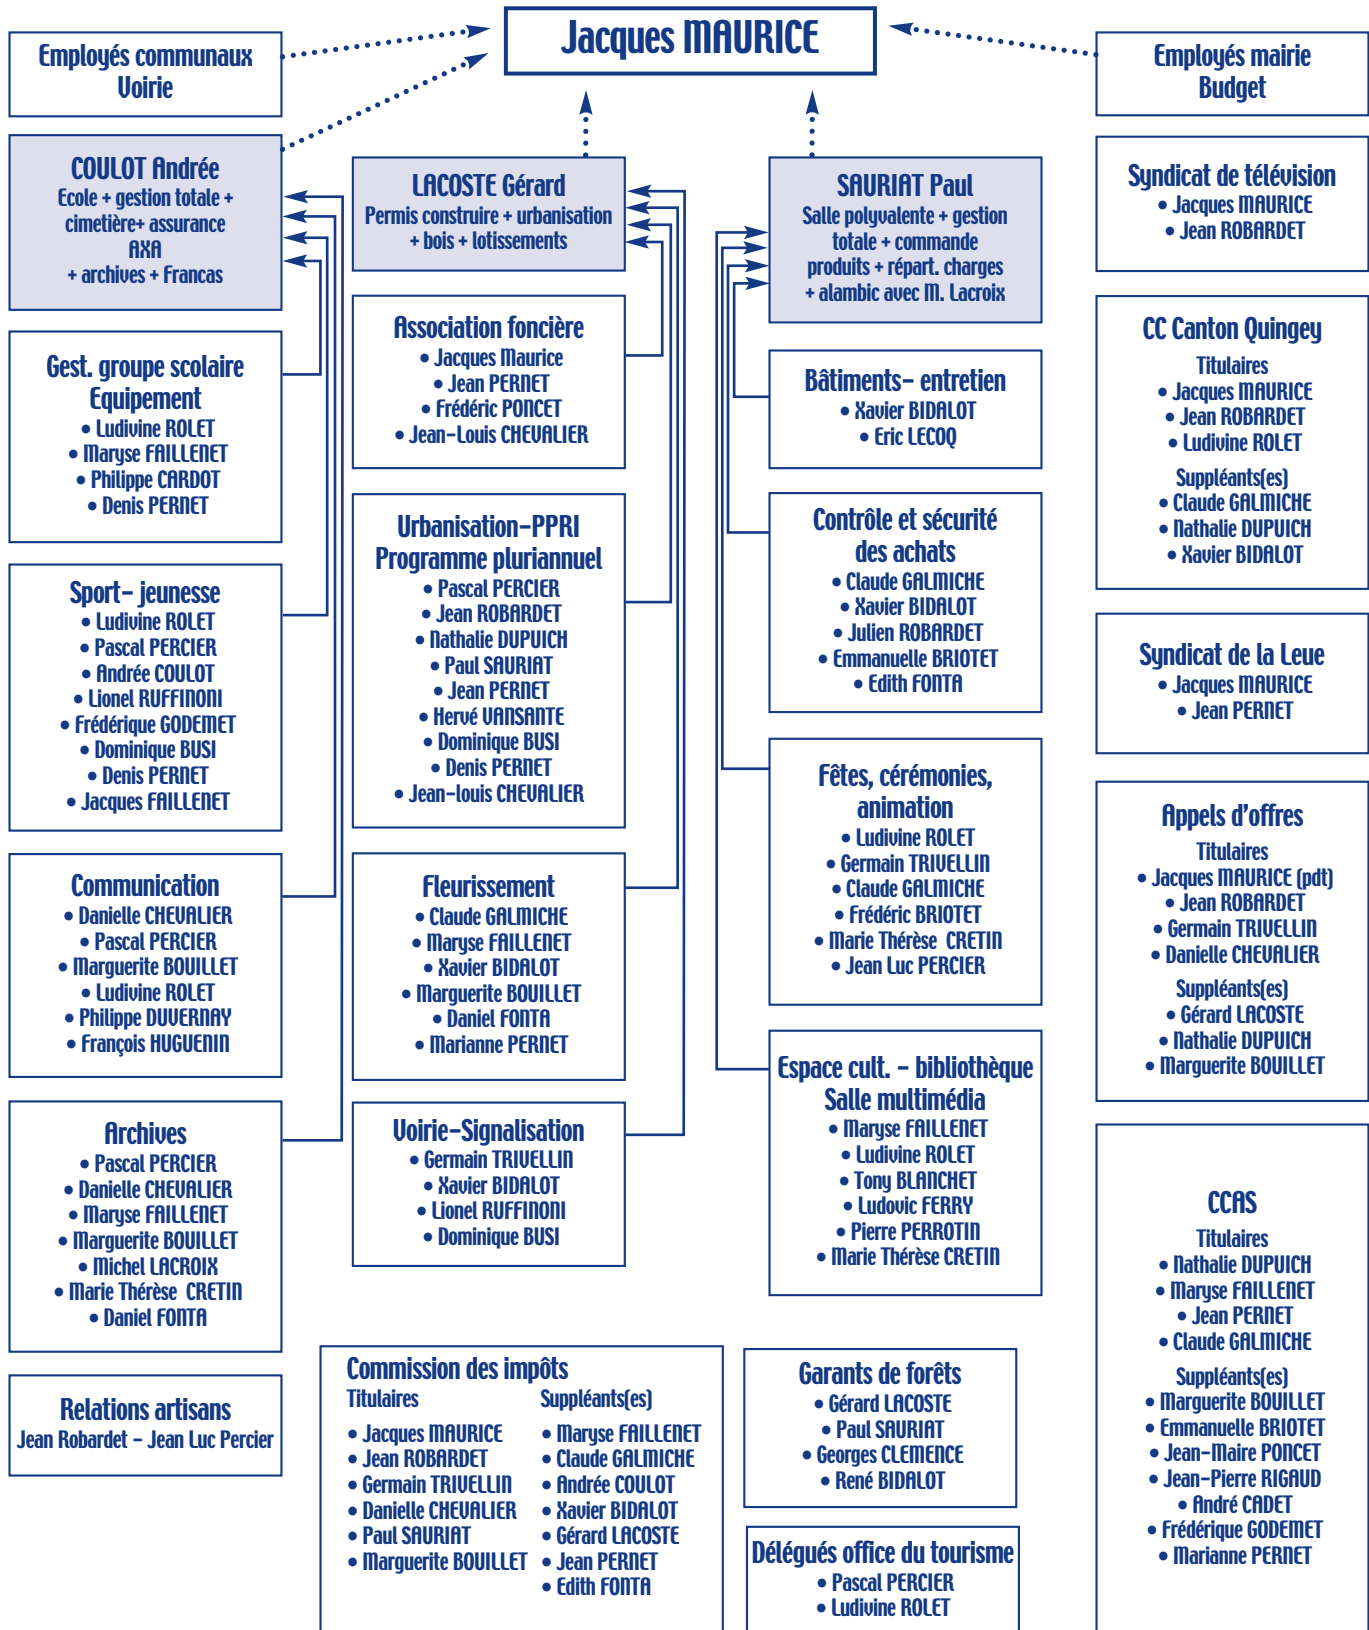 Jacques MAURICE
Employés communaux
Voirie
Employés mairie
Budget
COULOT Andrée
Ecole + gestion totale +
cimetière+ assurance
AXA
+ archives + Francas
Gest. groupe scolaire
Equipement
• Ludivine ROLET
• Maryse FAILLENET
• Philippe CARDOT
• Denis PERNET
Sport- jeunesse
• Ludivine ROLET
• Pascal PERCIER
• Andrée COULOT
• Lionel RUFFINONI
• Frédérique GODEMET
• Dominique BUSI
• Denis PERNET
• Jacques FAILLENET
Communication
• Danielle CHEVALIER
• Pascal PERCIER
• Marguerite BOUILLET
• Ludivine ROLET
• Philippe DUVERNAY
• François HUGUENIN
Archives
• Pascal PERCIER
• Danielle CHEVALIER
• Maryse FAILLENET
• Marguerite BOUILLET
• Michel LACROIX
• Marie Thérèse CRETIN
• Daniel FONTA
Relations artisans
Jean Robardet - Jean Luc Percier
LACOSTE Gérard
Permis construire + urbanisation
+ bois + lotissements
Association foncière
• Jacques Maurice
• Jean PERNET
• Frédéric PONCET
• Jean-Louis CHEVALIER
Urbanisation-PPRI
Programme pluriannuel
• Pascal PERCIER
• Jean ROBARDET
• Nathalie DUPUICH
• Paul SAURIAT
• Jean PERNET
• Hervé VANSANTE
• Dominique BUSI
• Denis PERNET
• Jean-louis CHEVALIER
Fleurissement
• Claude GALMICHE
• Maryse FAILLENET
• Xavier BIDALOT
• Marguerite BOUILLET
• Daniel FONTA
• Marianne PERNET
Voirie-Signalisation
• Germain TRIVELLIN
• Xavier BIDALOT
• Lionel RUFFINONI
• Dominique BUSI
SAURIAT Paul
Salle polyvalente + gestion
totale + commande
produits + répart. charges
+ alambic avec M. Lacroix
Bâtiments- entretien
• Xavier BIDALOT
• Eric LECOQ
Contrôle et sécurité
des achats
• Claude GALMICHE
• Xavier BIDALOT
• Julien ROBARDET
• Emmanuelle BRIOTET
• Edith FONTA
Fêtes, cérémonies,
animation
• Ludivine ROLET
• Germain TRIVELLIN
• Claude GALMICHE
• Frédéric BRIOTET
• Marie Thérèse CRETIN
• Jean Luc PERCIER
Espace cult. - bibliothèque
Salle multimédia
• Maryse FAILLENET
• Ludivine ROLET
• Tony BLANCHET
• Ludovic FERRY
• Pierre PERROTIN
• Marie Thérèse CRETIN
Syndicat de télévision
• Jacques MAURICE
• Jean ROBARDET
CC Canton Quingey
Titulaires
• Jacques MAURICE
• Jean ROBARDET
• Ludivine ROLET
Suppléants(es)
• Claude GALMICHE
• Nathalie DUPUICH
• Xavier BIDALOT
Syndicat de la Leue
• Jacques MAURICE
• Jean PERNET
Appels d'offres
Titulaires
• Jacques MAURICE (pdt)
• Jean ROBARDET
• Germain TRIVELLIN
• Danielle CHEVALIER
Suppléants(es)
• Gérard LACOSTE
• Nathalie DUPUICH
• Marguerite BOUILLET
CCAS
Titulaires
• Nathalie DUPUICH
• Maryse FAILLENET
• Jean PERNET
• Claude GALMICHE
Suppléants(es)
• Marguerite BOUILLET
• Emmanuelle BRIOTET
• Jean-Maire PONCET
• Jean-Pierre RIGAUD
• André CADET
• Frédérique GODEMET
• Marianne PERNET
Commission des impôts
Titulaires
• Jacques MAURICE
• Jean ROBARDET
• Germain TRIVELLIN
• Danielle CHEVALIER
• Paul SAURIAT
• Marguerite BOUILLET
Suppléants(es)
• Maryse FAILLENET
• Claude GALMICHE
• Andrée COULOT
• Xavier BIDALOT
• Gérard LACOSTE
• Jean PERNET
• Edith FONTA
Garants de forêts
• Gérard LACOSTE
• Paul SAURIAT
• Georges CLEMENCE
• René BIDALOT
Délégués office du tourisme
• Pascal PERCIER
• Ludivine ROLET